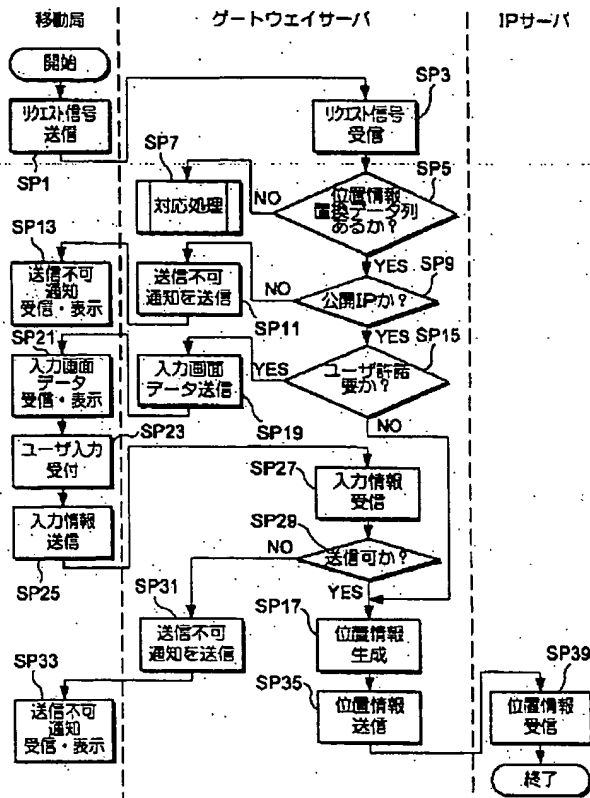 移動局
ゲートウェイサーバ
IPサーバ
開始
リクエスト信号
送信
SP1
リクエスト信号
受信
SP3
位置情報
置換データ列
あるか?
SP5
NO
YES
SP7
対応処理
公開IPか?
SP9
NO
YES
送信不可
通知を送信
SP11
SP13
送信不可
通知
受信・表示
ユーザ許諾
要か?
SP15
YES
NO
入力画面
データ送信
SP19
SP21
入力画面
データ
受信・表示
ユーザ入力
受付
SP23
入力情報
送信
SP25
SP27
入力情報
受信
SP29
送信可か?
NO
YES
SP31
送信不可
通知を送信
SP33
送信不可
通知
受信・表示
SP17
位置情報
生成
SP35
位置情報
送信
SP39
位置情報
受信
終了